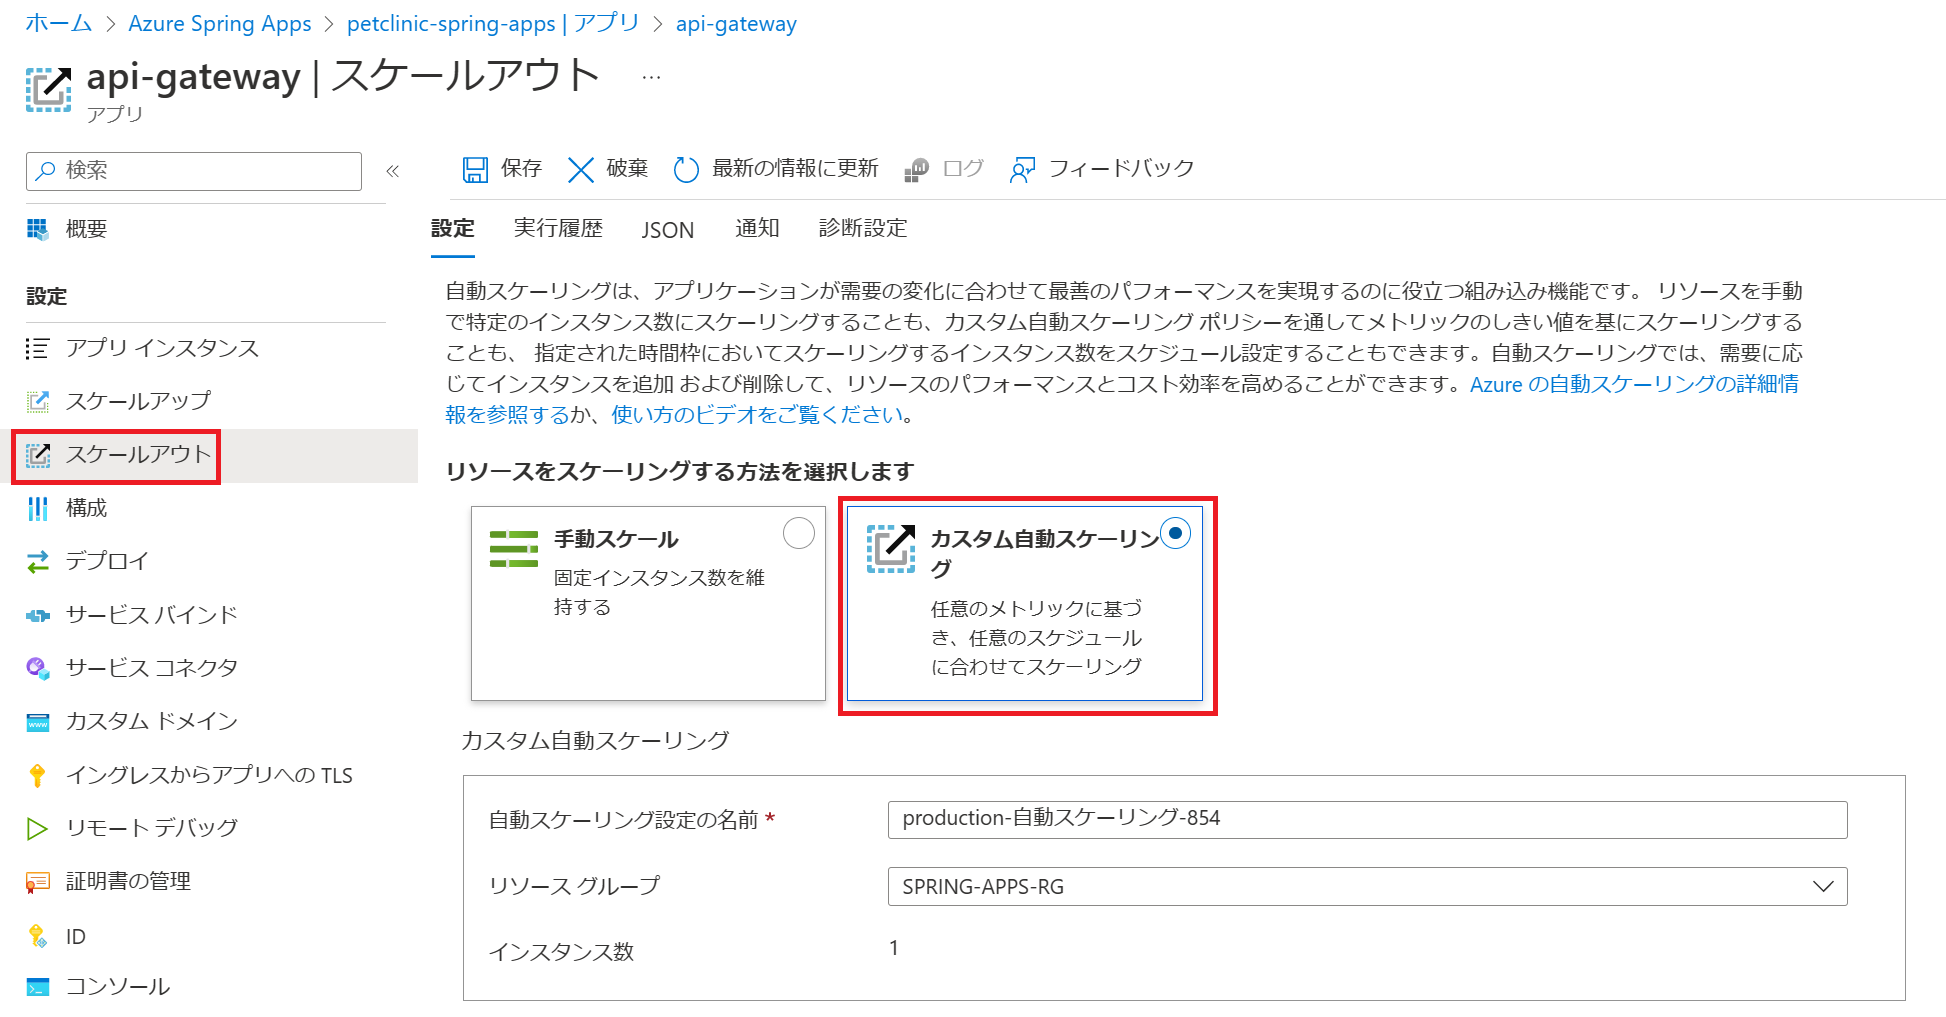 ホーム > Azure Spring Apps > petclinic-spring-apps | アプリ > api-gateway
api-gateway | スケールアウト ...
アプリ
検索
«
保存
破棄
最新の情報に更新
ログ
フィードバック
概要
設定
アプリ インスタンス
スケールアップ
スケールアウト
構成
デプロイ
サービス バインド
サービス コネクタ
カスタム ドメイン
イングレスからアプリへの TLS
リモート デバッグ
証明書の管理
ID
コンソール
設定
実行履歴
JSON
通知
診断設定
自動スケーリングは、アプリケーションが需要の変化に合わせて最善のパフォーマンスを実現するのに役立つ組み込み機能です。 リソースを手動
で特定のインスタンス数にスケーリングすることも、カスタム自動スケーリング ポリシーを通してメトリックのしきい値を基にスケーリングする
ことも、 指定された時間枠においてスケーリングするインスタンス数をスケジュール設定することもできます。自動スケーリングでは、需要に応
じてインスタンスを追加 および削除して、リソースのパフォーマンスとコスト効率を高めることができます。Azure の自動スケーリングの詳細情
報を参照するか、使い方のビデオをご覧ください。
リソースをスケーリングする方法を選択します
手動スケール
固定インスタンス数を維
持する
カスタム自動スケーリン
グ
任意のメトリックに基づ
き、任意のスケジュール
に合わせてスケーリング
カスタム自動スケーリング
自動スケーリング設定の名前 *
production-自動スケーリング-854
リソース グループ
SPRING-APPS-RG
インスタンス数
1